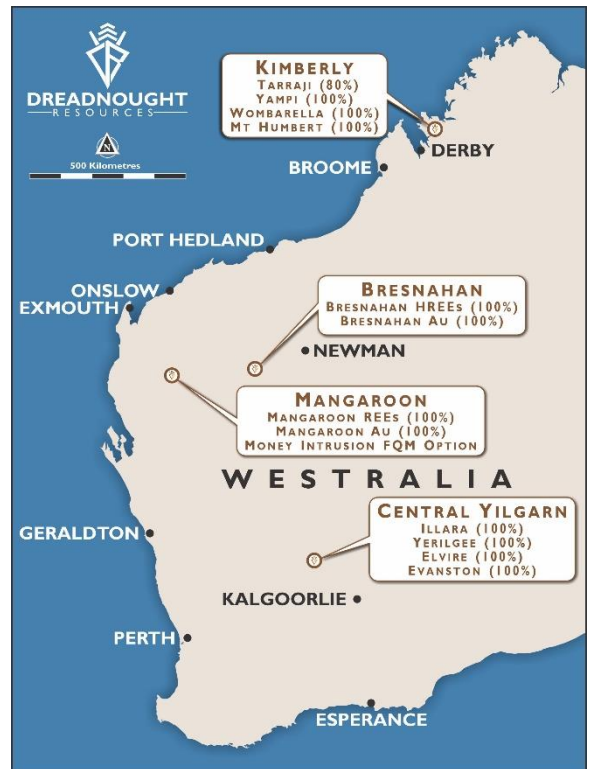 DREADNOUGHT
RESOURCES
N
500 Kilometres
KIMBERLY
TARRAJI (80%)
YAMPI (100%)
WOMBARELLA (100%)
MT HUMBERT (100%)
DERBY
BROOME
PORT HEDLAND
ONSLOW
EXMOUTH
BRESNAHAN
BRESNAHAN HREES (100%)
BRESNAHAN AU (100%)
NEWMAN
MANGAROON
MANGAROON REES (100%)
MANGAROON AU (100%)
MONEY INTRUSION FQM OPTION
WESTRALIA
CENTRAL YILGARN
ILLARA (100%)
YERILGEE (100%)
ELVIRE (100%)
EVANSTON (100%)
GERALDTON
KALGOORLIE
PERTH
ESPERANCE